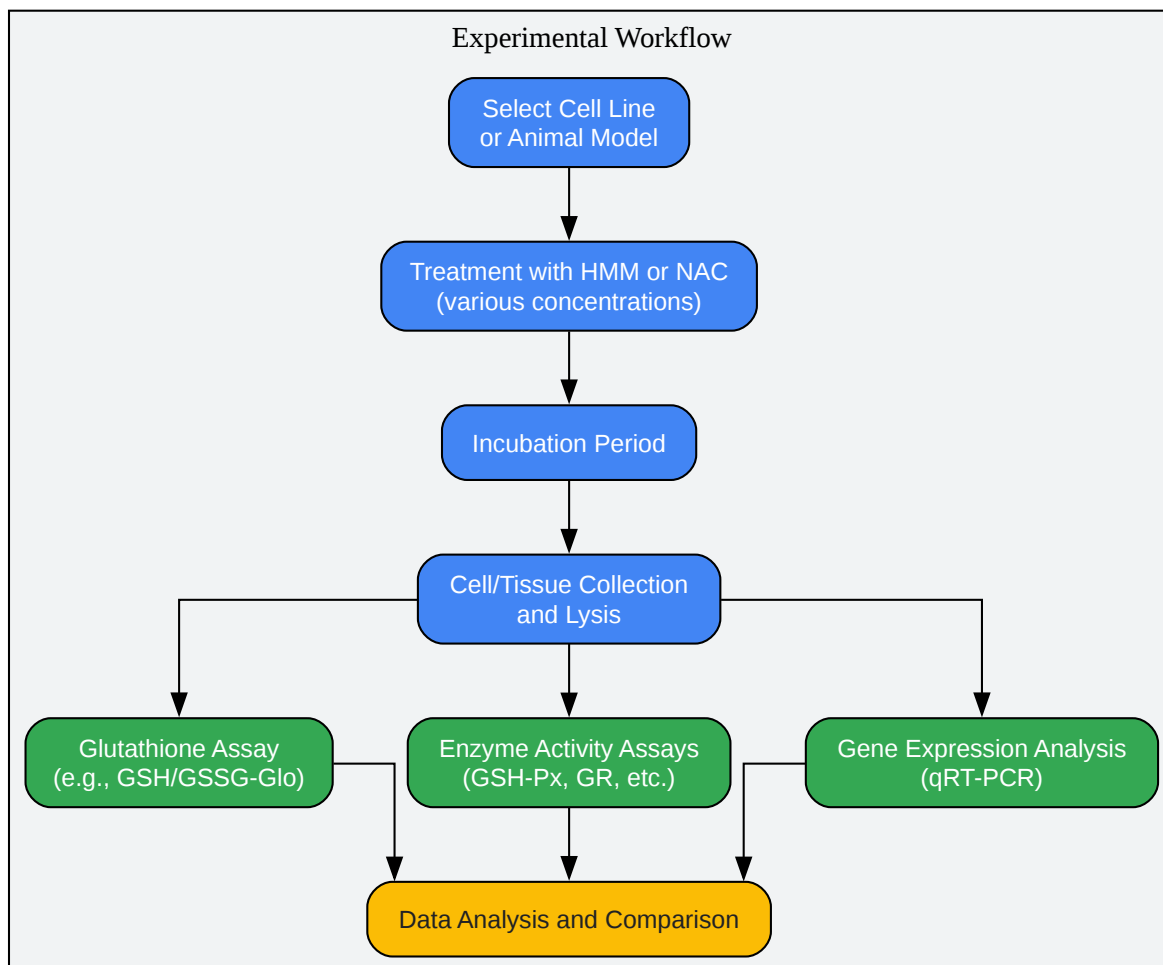 Experimental Workflow
Select Cell Line
or Animal Model
Treatment with HMM or NAC
(various concentrations)
Incubation Period
Cell/Tissue Collection
and Lysis
Glutathione Assay
(e.g., GSH/GSSG-Glo)
Enzyme Activity Assays
(GSH-Px, GR, etc.)
Gene Expression Analysis
(qRT-PCR)
Data Analysis and Comparison